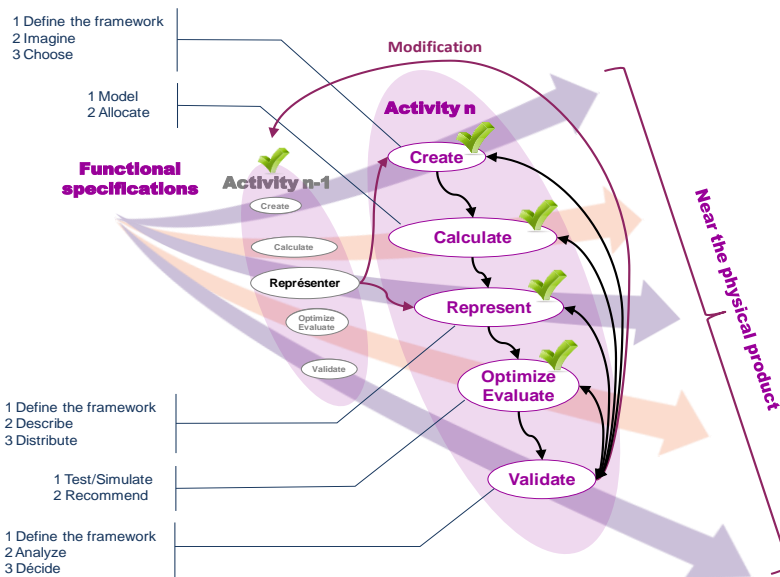 1 Define the framework
2 Imagine
3 Choose
Modification
1 Model
2 Allocate
Activity n
Create
Functional
specifications
Activity n-1
Create
Calculate
Calculate
Représenter
Represent
Optimize
Evaluate
Optimize
Evaluate
Validate
Near the physical product
1 Define the framework
2 Describe
3 Distribute
1 Test/Simulate
2 Recommend
Validate
1 Define the framework
2 Analyze
3 Décide